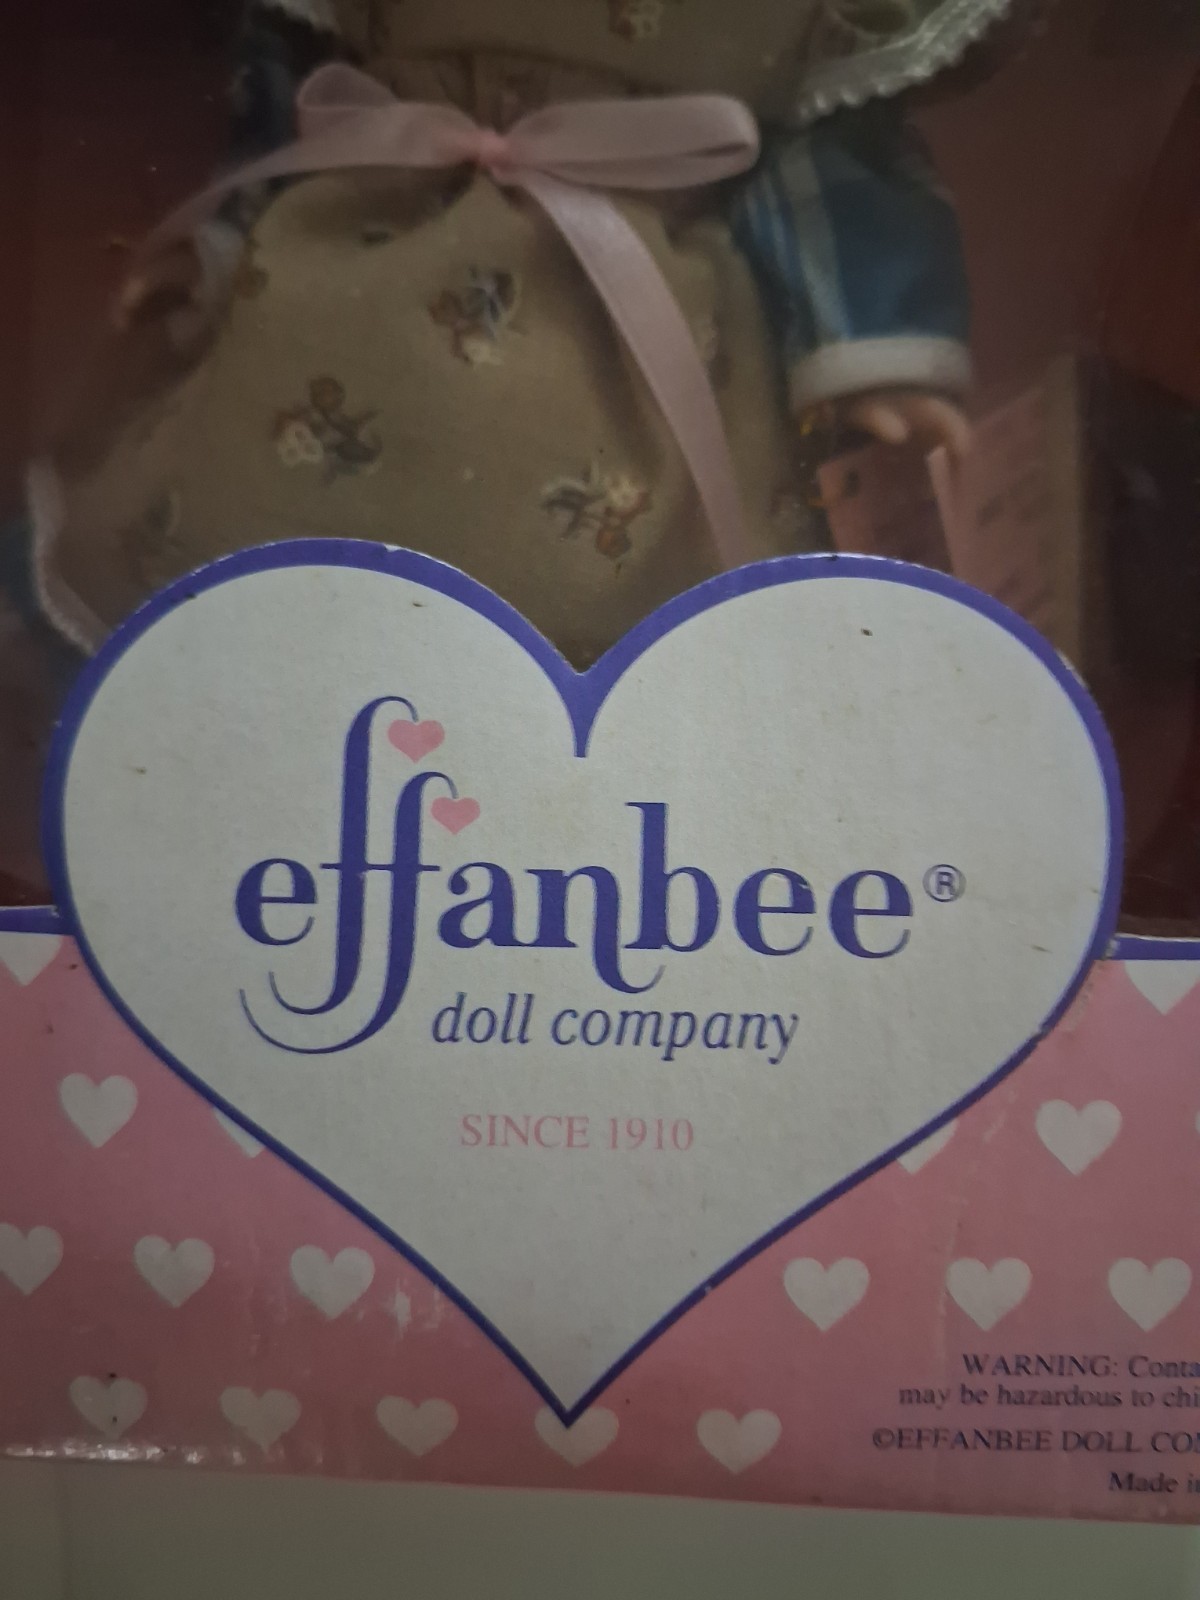 effanbee®
doll company
SINCE 1910
WARNING: Conta
may be hazardous to chi
©EFFANBEE DOLL CO
Made i